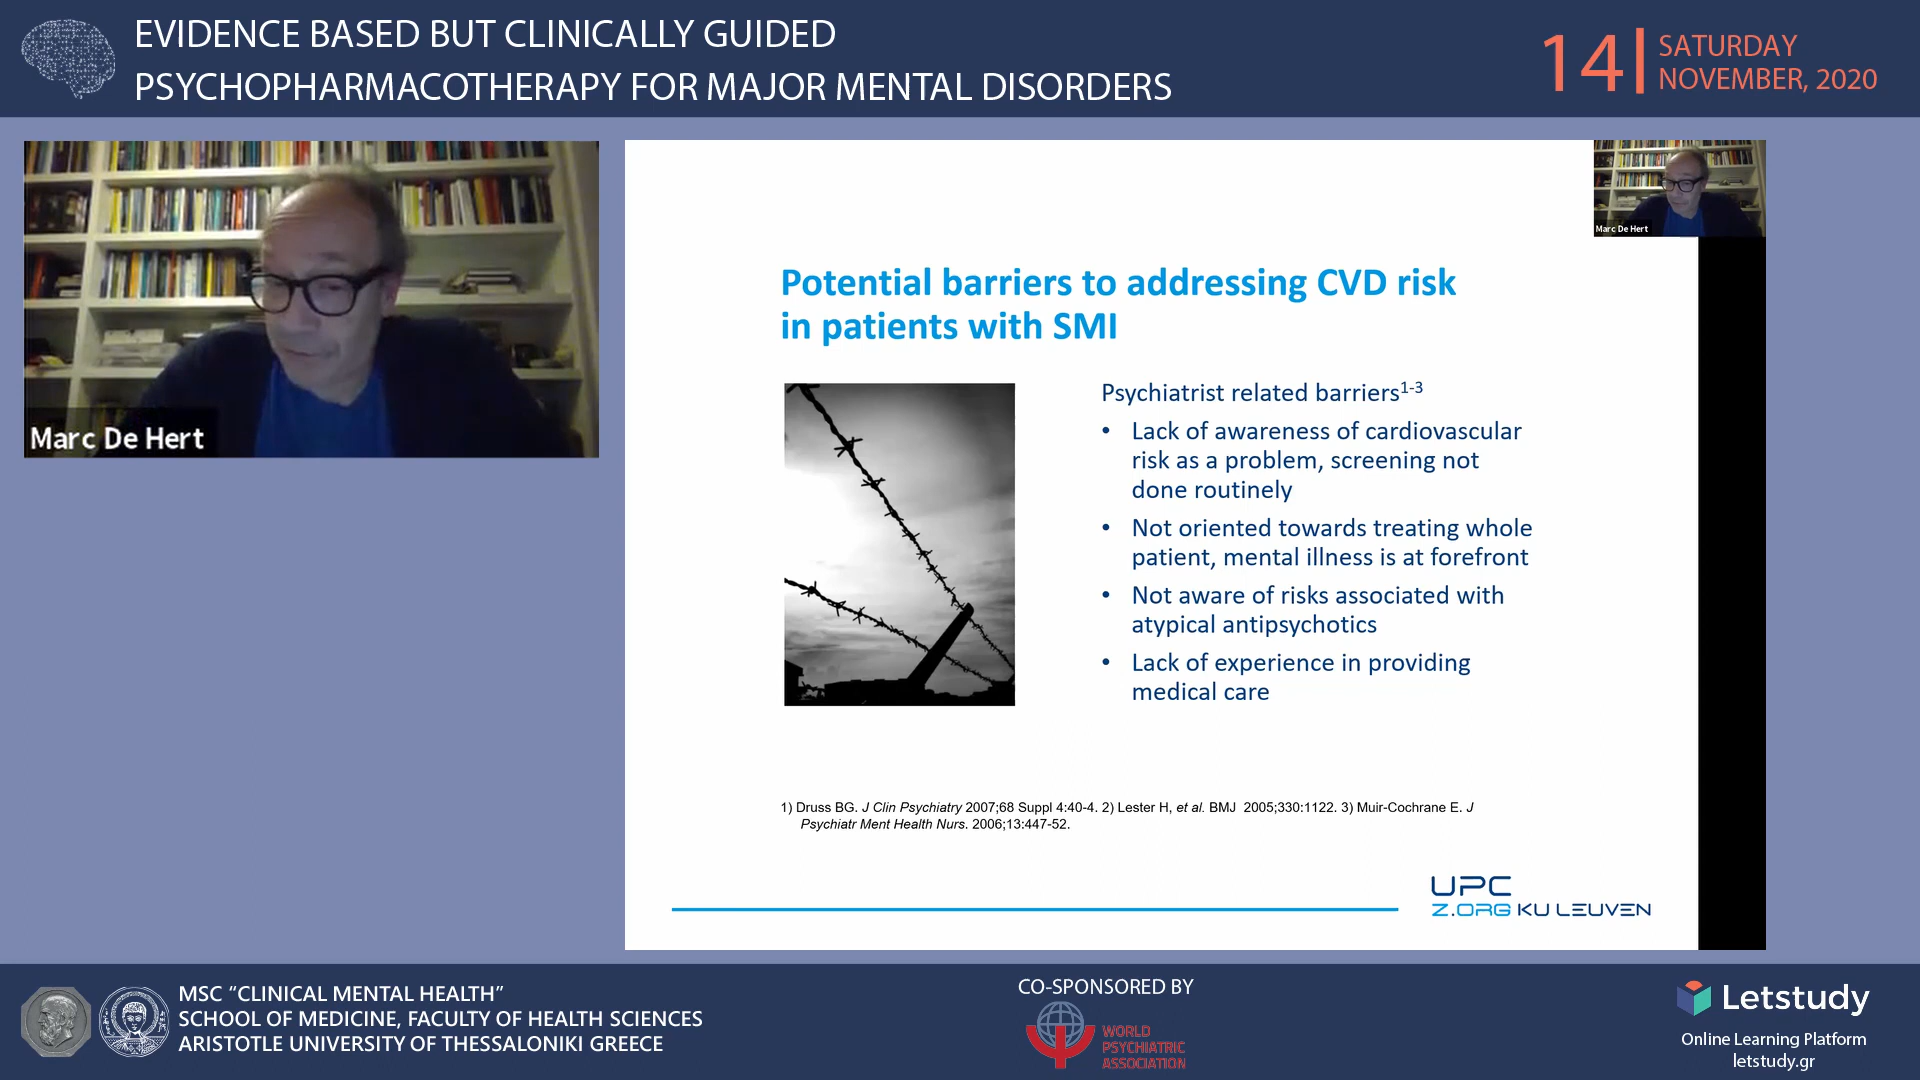 EVIDENCE BASED BUT CLINICALLY GUIDED
PSYCHOPHARMACOTHERAPY FOR MAJOR MENTAL DISORDERS
14
SATURDAY
NOVEMBER, 2020
Marc De Hert
Marc De Hert
Potential barriers to addressing CVD risk
in patients with SMI
Psychiatrist related barriers1-3
• Lack of awareness of cardiovascular
risk as a problem, screening not
done routinely
• Not oriented towards treating whole
patient, mental illness is at forefront
• Not aware of risks associated with
atypical antipsychotics
• Lack of experience in providing
medical care
1) Druss BG. J Clin Psychiatry 2007;68 Suppl 4:40-4. 2) Lester H, et al. BMJ 2005;330:1122. 3) Muir-Cochrane E. J
Psychiatr Ment Health Nurs. 2006;13:447-52.
UPC
Z.ORG KU LEUVEN
MSC “CLINICAL MENTAL HEALTH”
SCHOOL OF MEDICINE, FACULTY OF HEALTH SCIENCES
ARISTOTLE UNIVERSITY OF THESSALONIKI GREECE
CO-SPONSORED BY
WORLD
PSYCHIATRIC
ASSOCIATION
Letstudy
Online Learning Platform
letstudy.gr